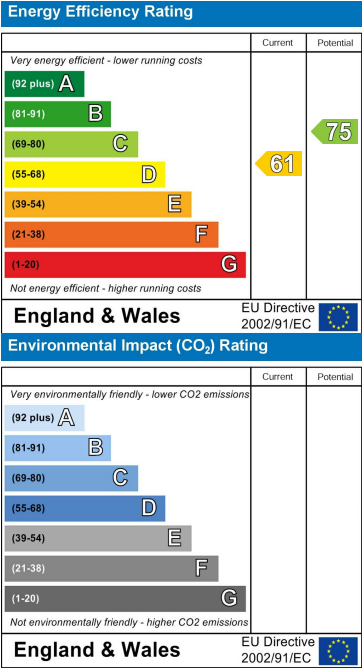 Energy Efficiency Rating
Current Potential
Very energy efficient - lower running costs
(92 plus) A
(81-91) B
(69-80) C
(55-68) D
(39-54) E
(21-38) F
(1-20) G
61
75
Not energy efficient - higher running costs
England & Wales
EU Directive
2002/91/EC
Environmental Impact (CO₂) Rating
Current Potential
Very environmentally friendly - lower CO2 emissions
(92 plus) A
(81-91) B
(69-80) C
(55-68) D
(39-54) E
(21-38) F
(1-20) G
Not environmentally friendly - higher CO2 emissions
England & Wales
EU Directive
2002/91/EC